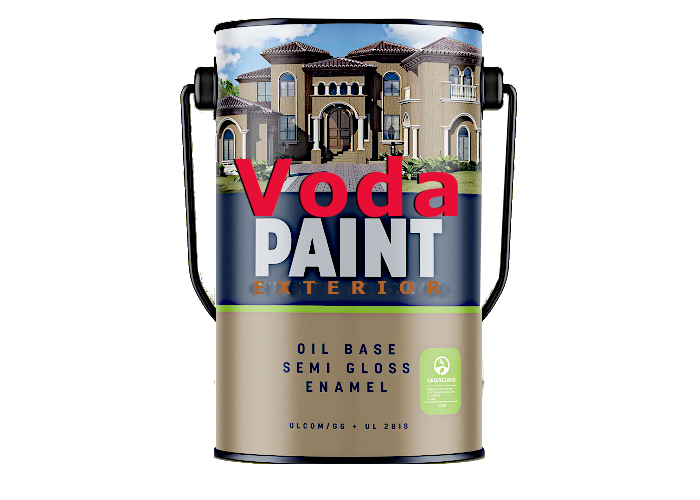 Voda
PAINT
EXTERIOR
OIL BASE
SEMI GLOSS
ENAMEL
ULCOM/GG + UL 2818
GREENGUARD